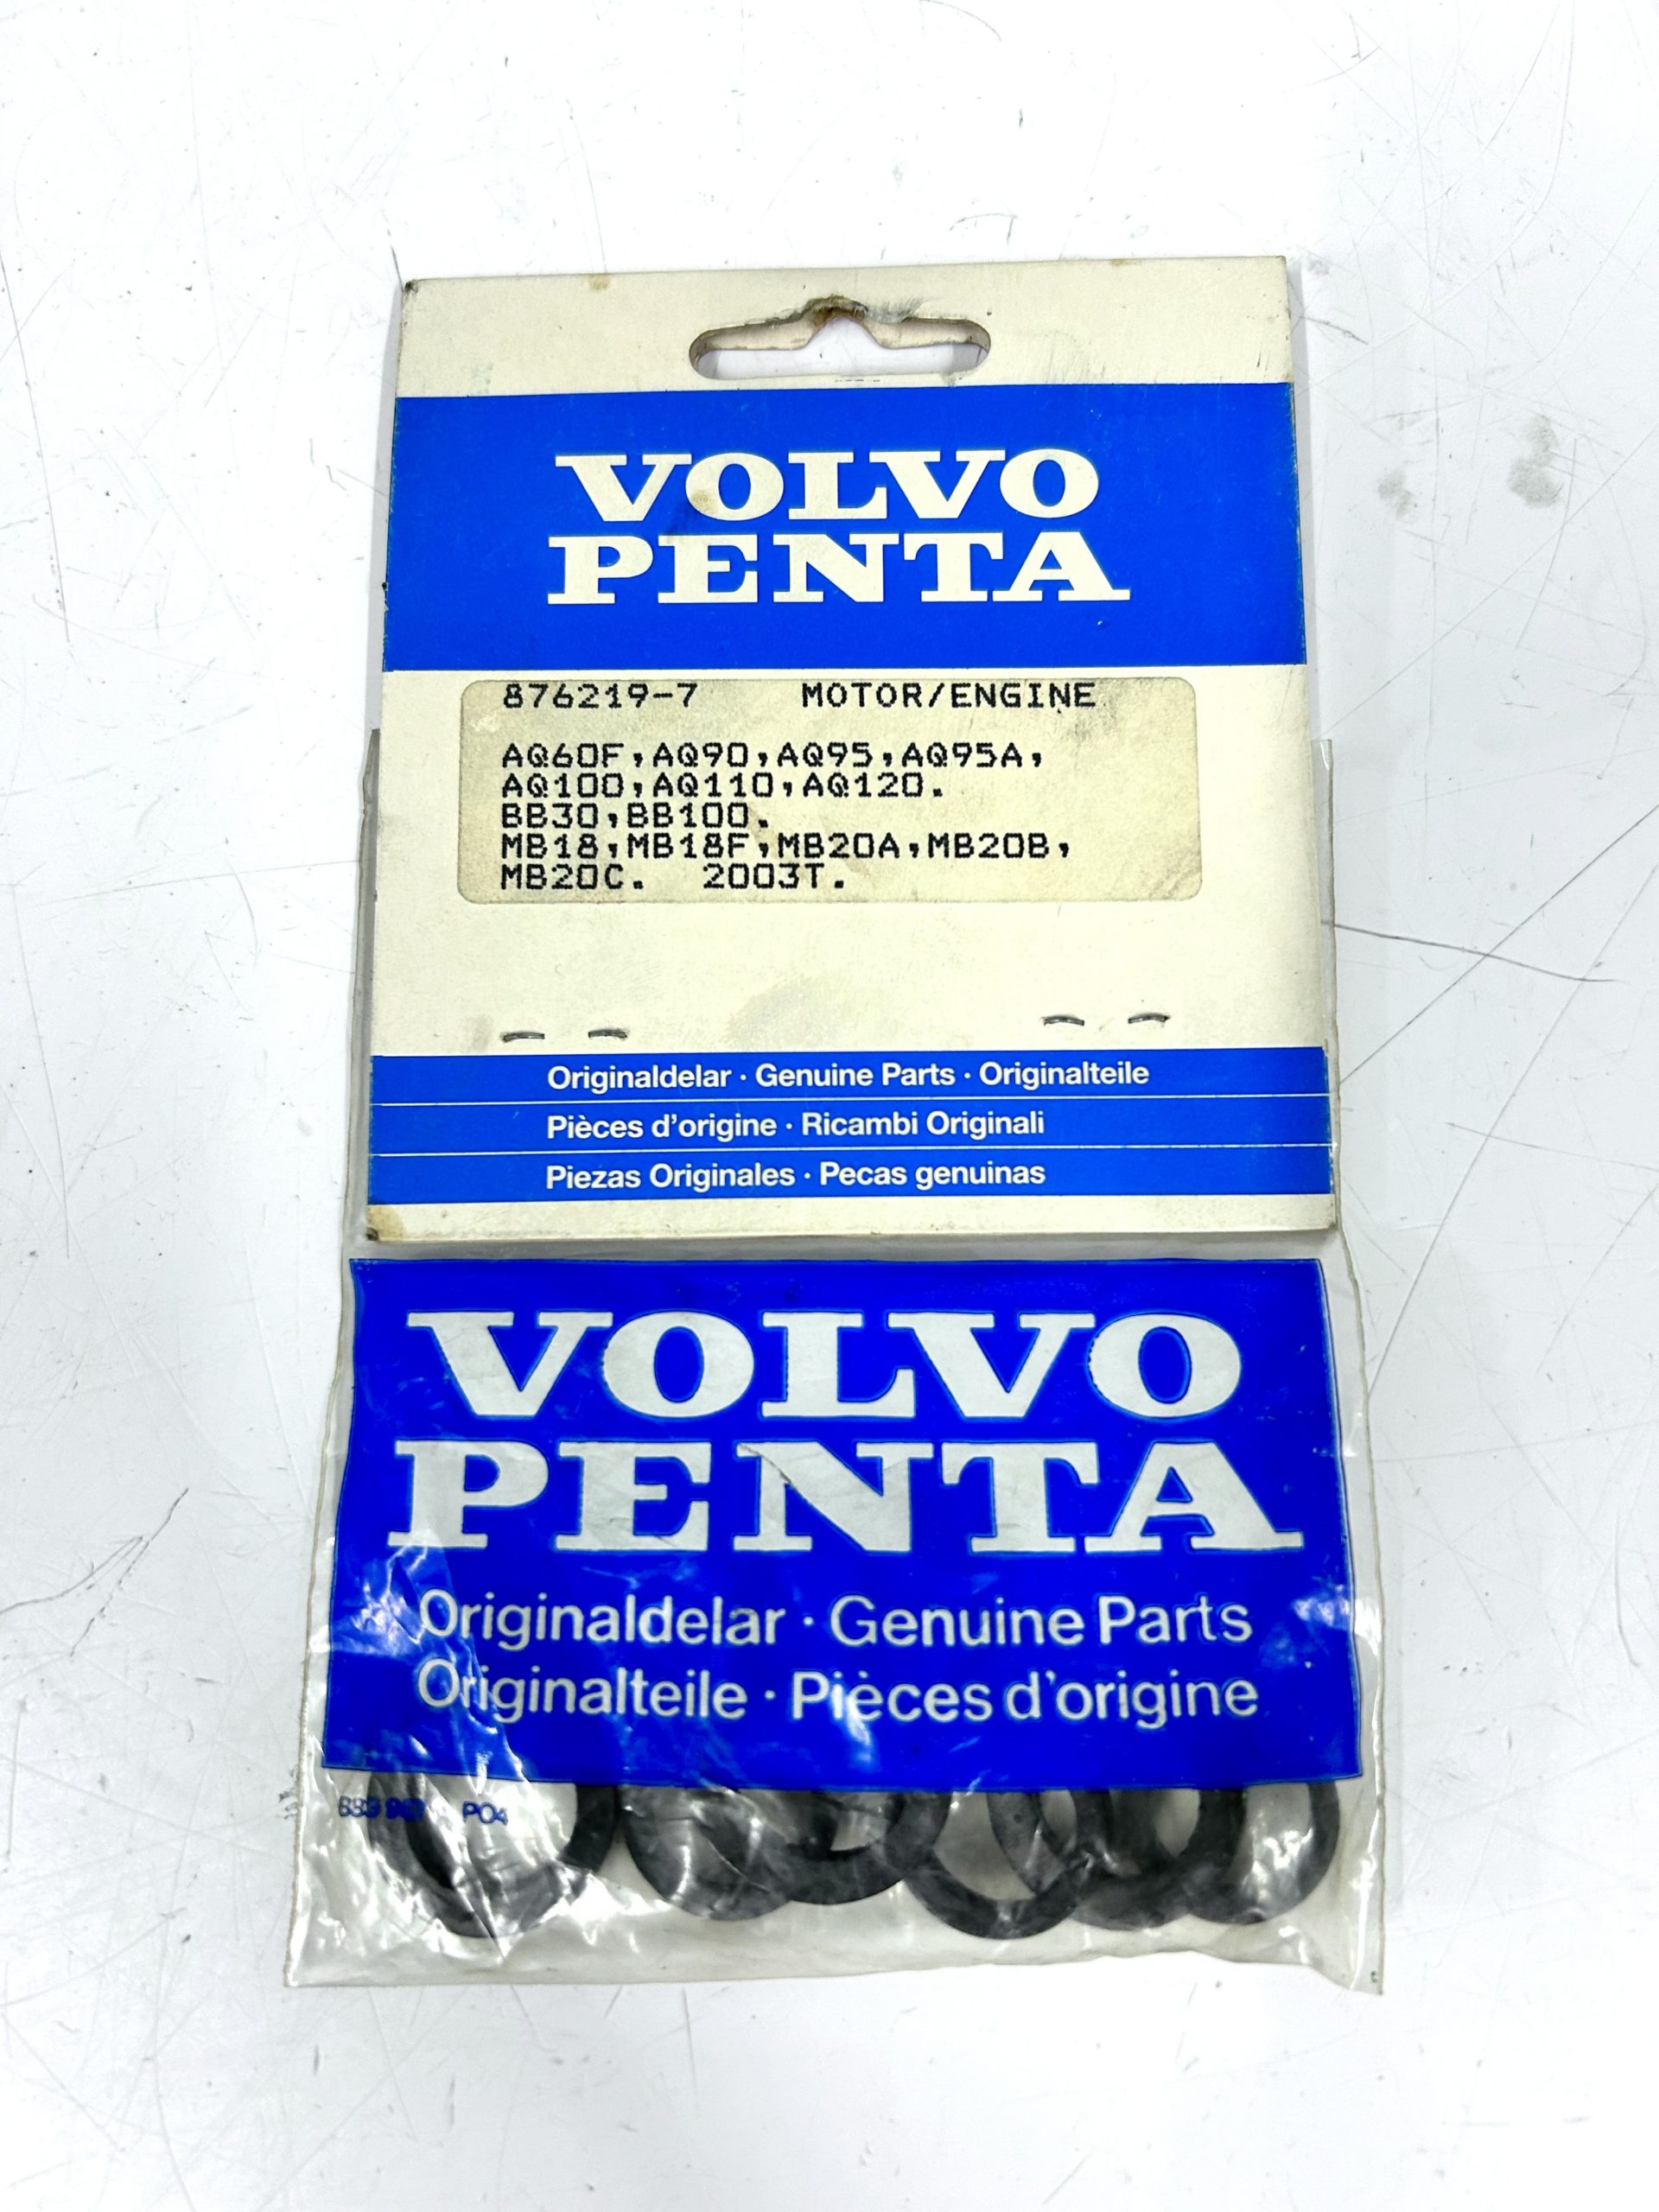 VOLVO
PENTA
876219-7 MOTOR/ENGINE
AQ60F,AQ90,AQ95,AQ95A,
AQ100,AQ110,AQ120.
BB30,BB100.
MB18,MB18F,MB20A,MB20B,
MB20C. 2003T.
Originaldelar · Genuine Parts · Originalteile
Pièces d'origine · Ricambi Originali
Piezas Originales · Pecas genuinas
VOLVO
PENTA
Originaldelar · Genuine Parts
Originalteile · Pièces d'origine
PO4